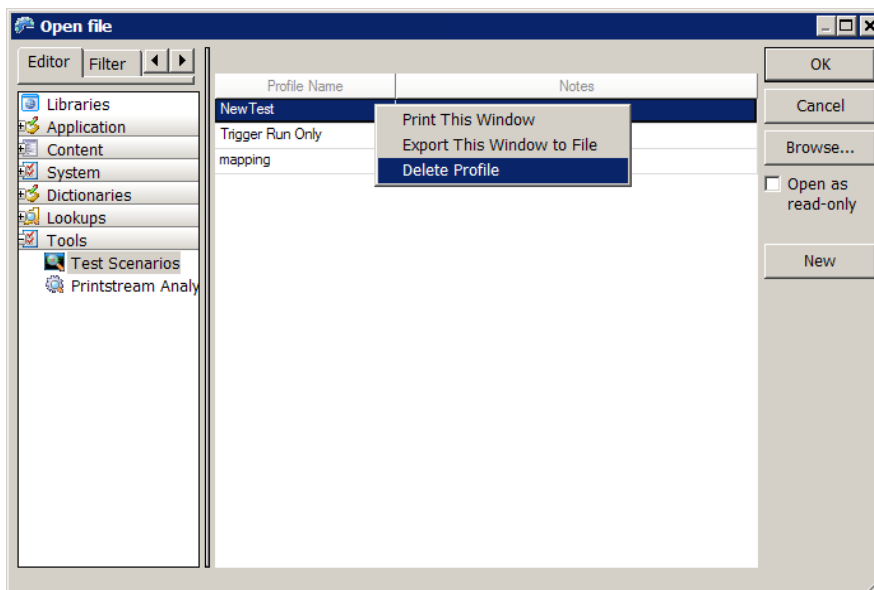 Open file
Editor
Filter
Libraries
Application
Content
System
Dictionaries
Lookups
Tools
Test Scenarios
Printstream Analy
Profile Name
Notes
NewTest
Trigger Run Only
mapping
Print This Window
Export This Window to File
Delete Profile
OK
Cancel
Browse...
Open as
read-only
New